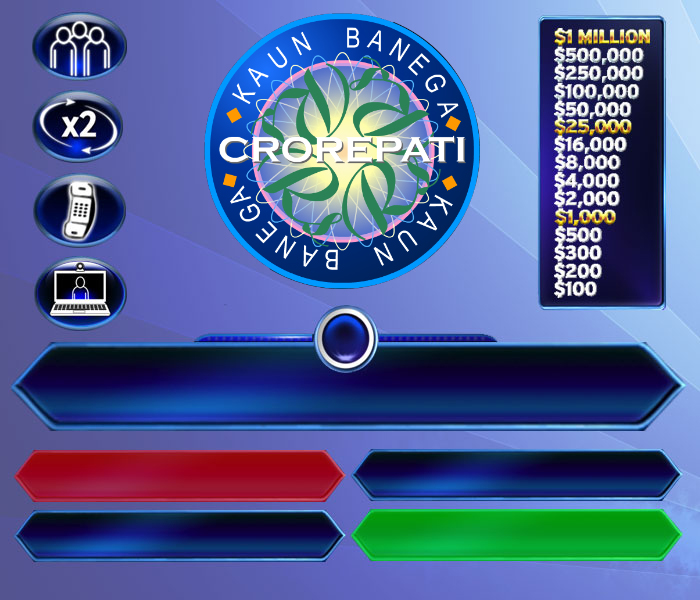 KAUN BANEGA
CROREPATI
KAUN BANEGA
x2
$1 MILLION
$500,000
$250,000
$100,000
$50,000
$25,000
$16,000
$8,000
$4,000
$2,000
$1,000
$500
$300
$200
$100